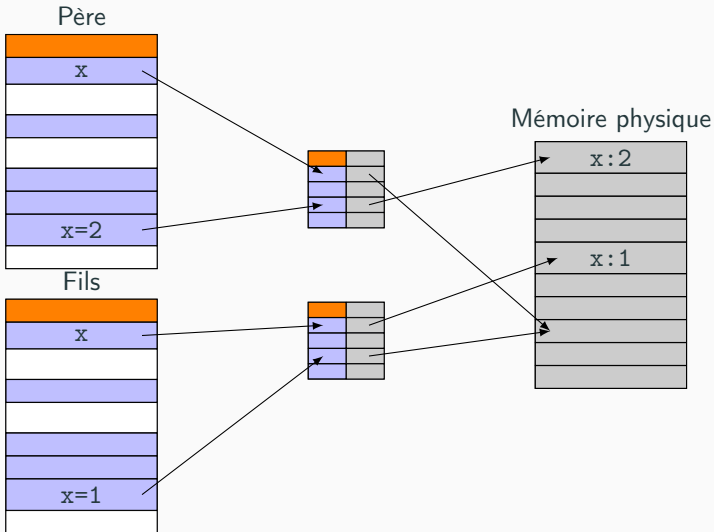 Père
x
x=2
Mémoire physique
x:2
x:1
Fils
x
x=1